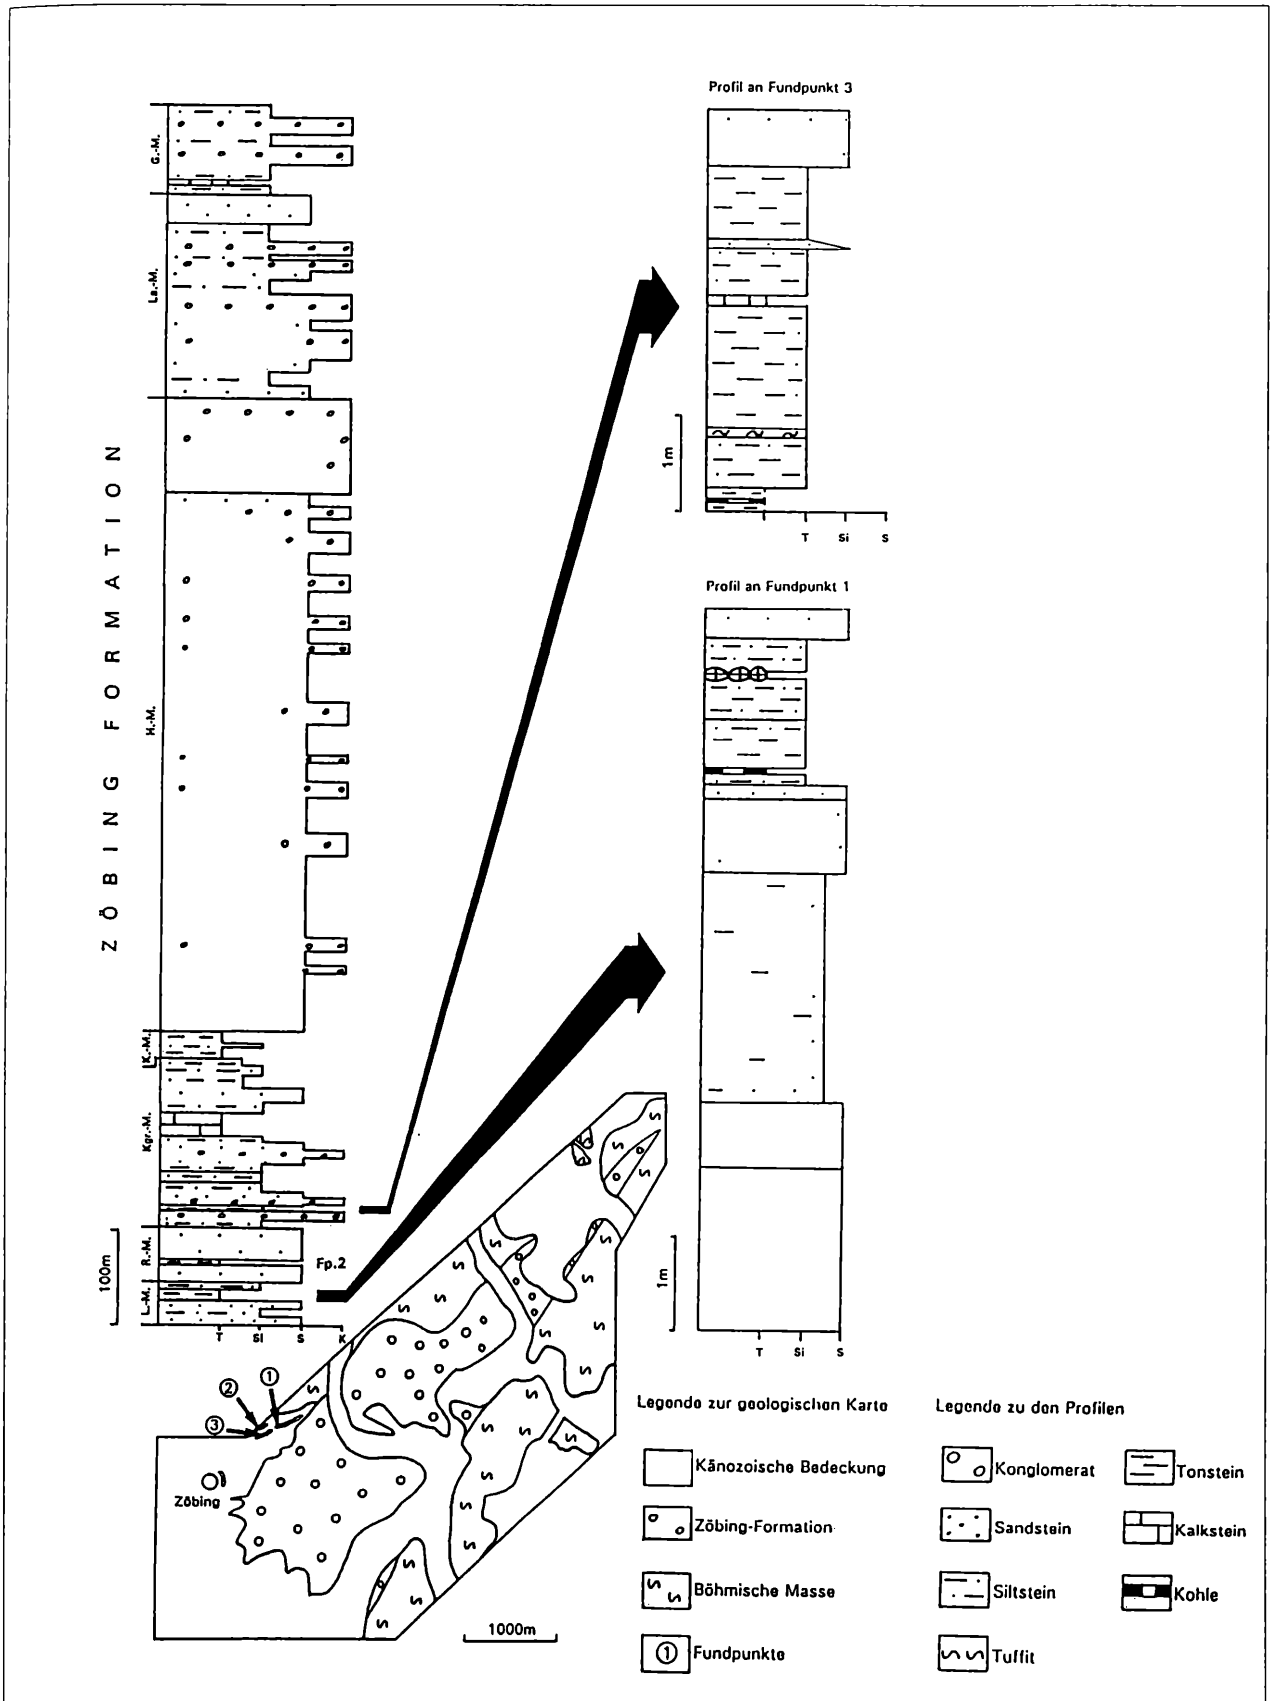 Profil an Fundpunkt 3
G.-M.
La.-M.
H.-M.
LK.-M.
Kgr.-M.
R.-M.
L.-M.
ZÖBING FORMATION
1m
T Si S
Profil an Fundpunkt 1
1m
T Si S
100m
Fp.2
T Si S K
1
2
3
Zöbing
1000m
Legende zur geologischen Karte
Känozoische Bedeckung
Zöbing-Formation
Böhmische Masse
1 Fundpunkte
Legende zu den Profilen
Konglomerat
Sandstein
Siltstein
Tuffit
Tonstein
Kalkstein
Kohle